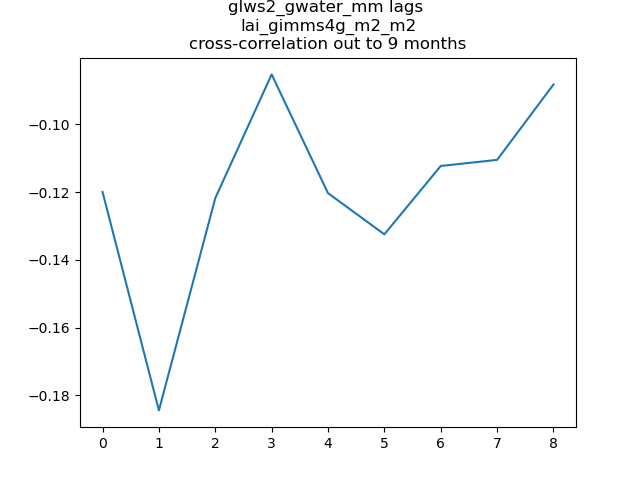 glws2_gwater_mm lags
lai_gimms4g_m2_m2
cross-correlation out to 9 months
−0.10
−0.12
−0.14
−0.16
−0.18
0 1 2 3 4 5 6 7 8